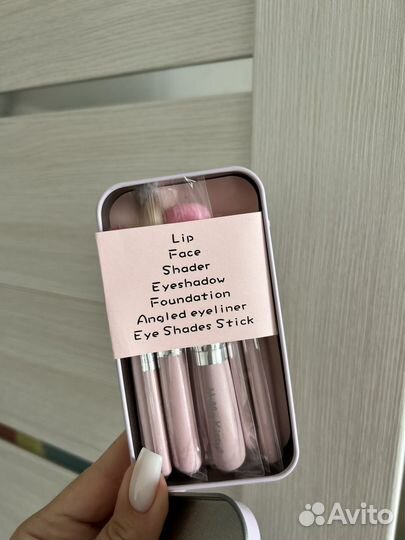 Lip
Face
Shader
Eyeshadow
Foundation
Angled eyeliner
Eye Shades Stick
Avito